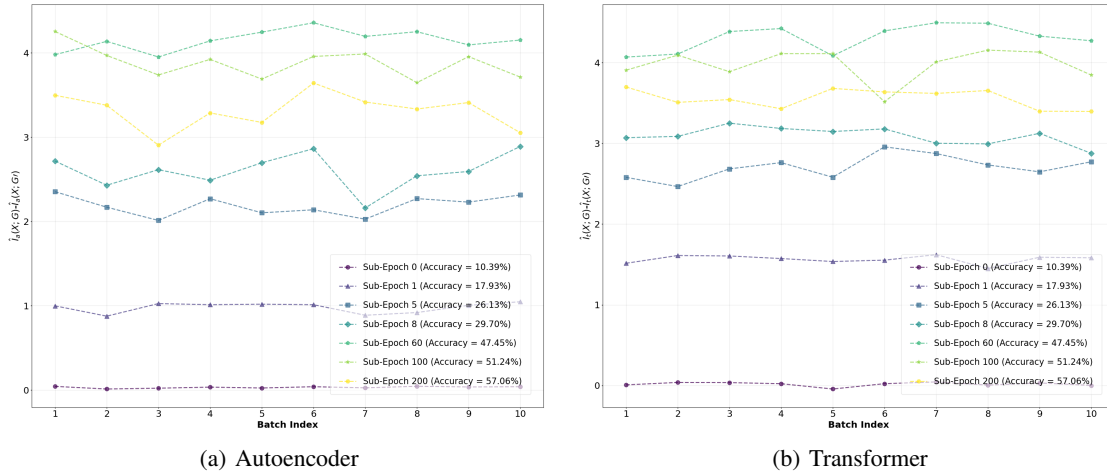 4
3
2
1
0
Î_a(X; G)-Î_a(X; Gr)
Sub-Epoch 0 (Accuracy = 10.39%)
Sub-Epoch 1 (Accuracy = 17.93%)
Sub-Epoch 5 (Accuracy = 26.13%)
Sub-Epoch 8 (Accuracy = 29.70%)
Sub-Epoch 60 (Accuracy = 47.45%)
Sub-Epoch 100 (Accuracy = 51.24%)
Sub-Epoch 200 (Accuracy = 57.06%)
1 2 3 4 5 6 7 8 9 10
Batch Index
(a) Autoencoder
4
3
2
1
0
Î_t(X; G)-Î_t(X; Gr)
Sub-Epoch 0 (Accuracy = 10.39%)
Sub-Epoch 1 (Accuracy = 17.93%)
Sub-Epoch 5 (Accuracy = 26.13%)
Sub-Epoch 8 (Accuracy = 29.70%)
Sub-Epoch 60 (Accuracy = 47.45%)
Sub-Epoch 100 (Accuracy = 51.24%)
Sub-Epoch 200 (Accuracy = 57.06%)
1 2 3 4 5 6 7 8 9 10
Batch Index
(b) Transformer